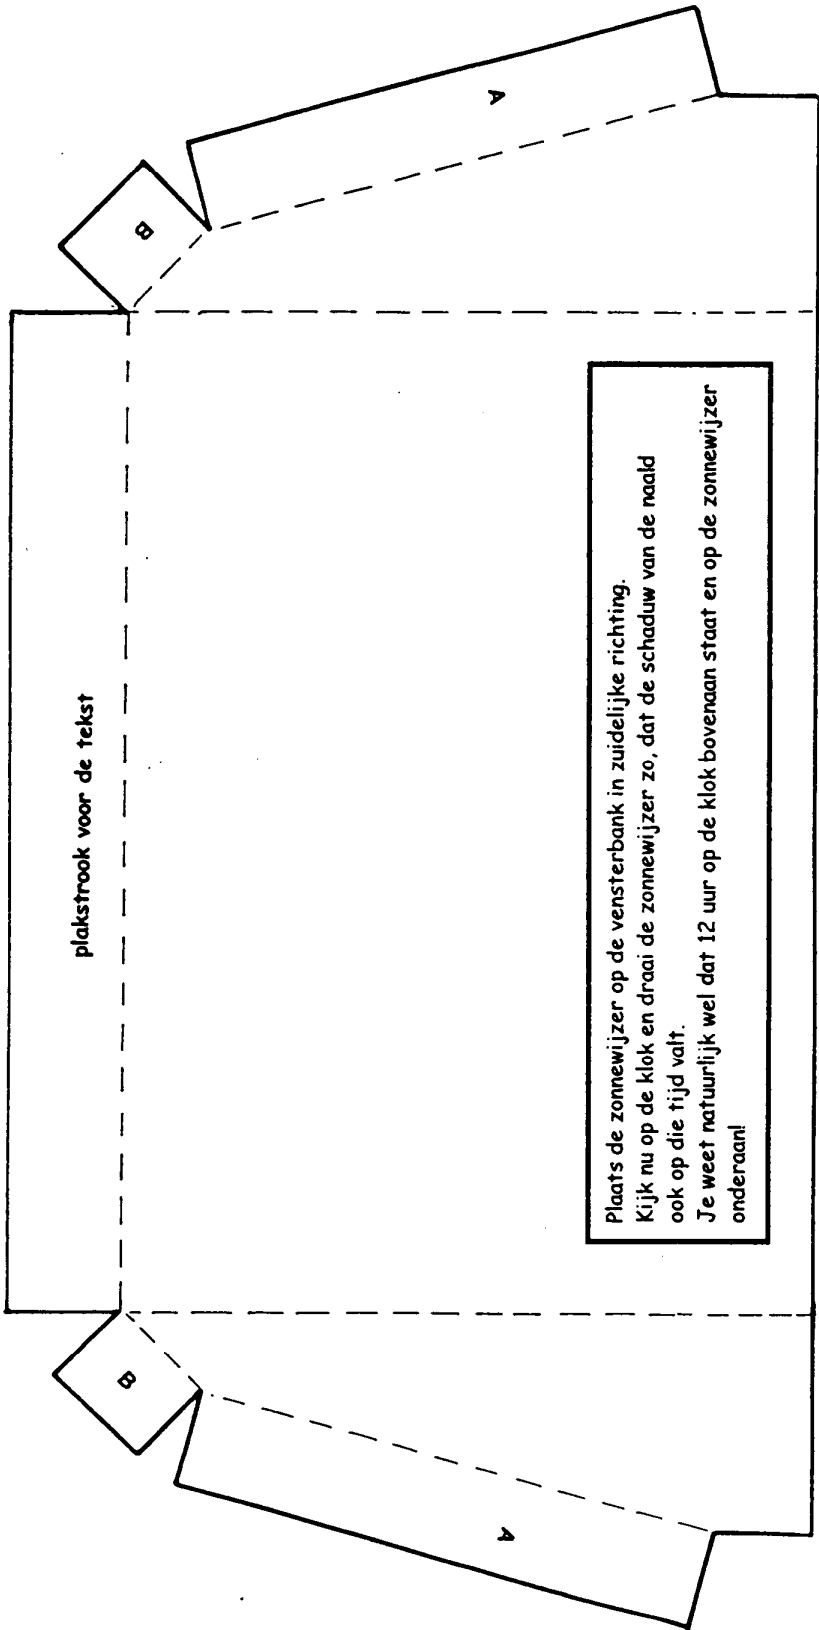 A
B
plakstrook voor de tekst
Plaats de zonnewijzer op de vensterbank in zuidelijke richting.
Kijk nu op de klok en draai de zonnewijzer zo, dat de schaduw van de naald
ook op die tijd valt.
Je weet natuurlijk wel dat 12 uur op de klok bovenaan staat en op de zonnewijzer
onderaan!
B
A